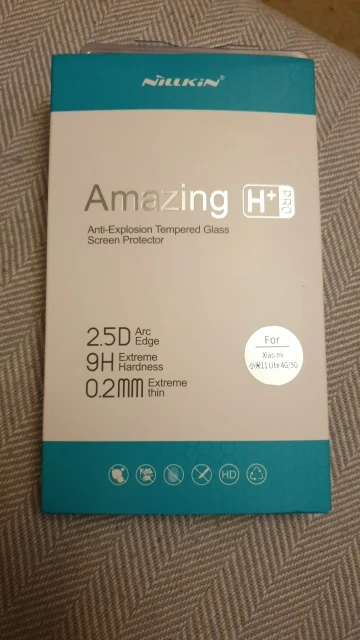 NILLKIN®
Amazing H+ PRO
Anti-Explosion Tempered Glass
Screen Protector
2.5D Arc Edge
9H Extreme Hardness
0.2mm Extreme thin
For
Xiao mi
小米11 Lite 4G/5G
HD